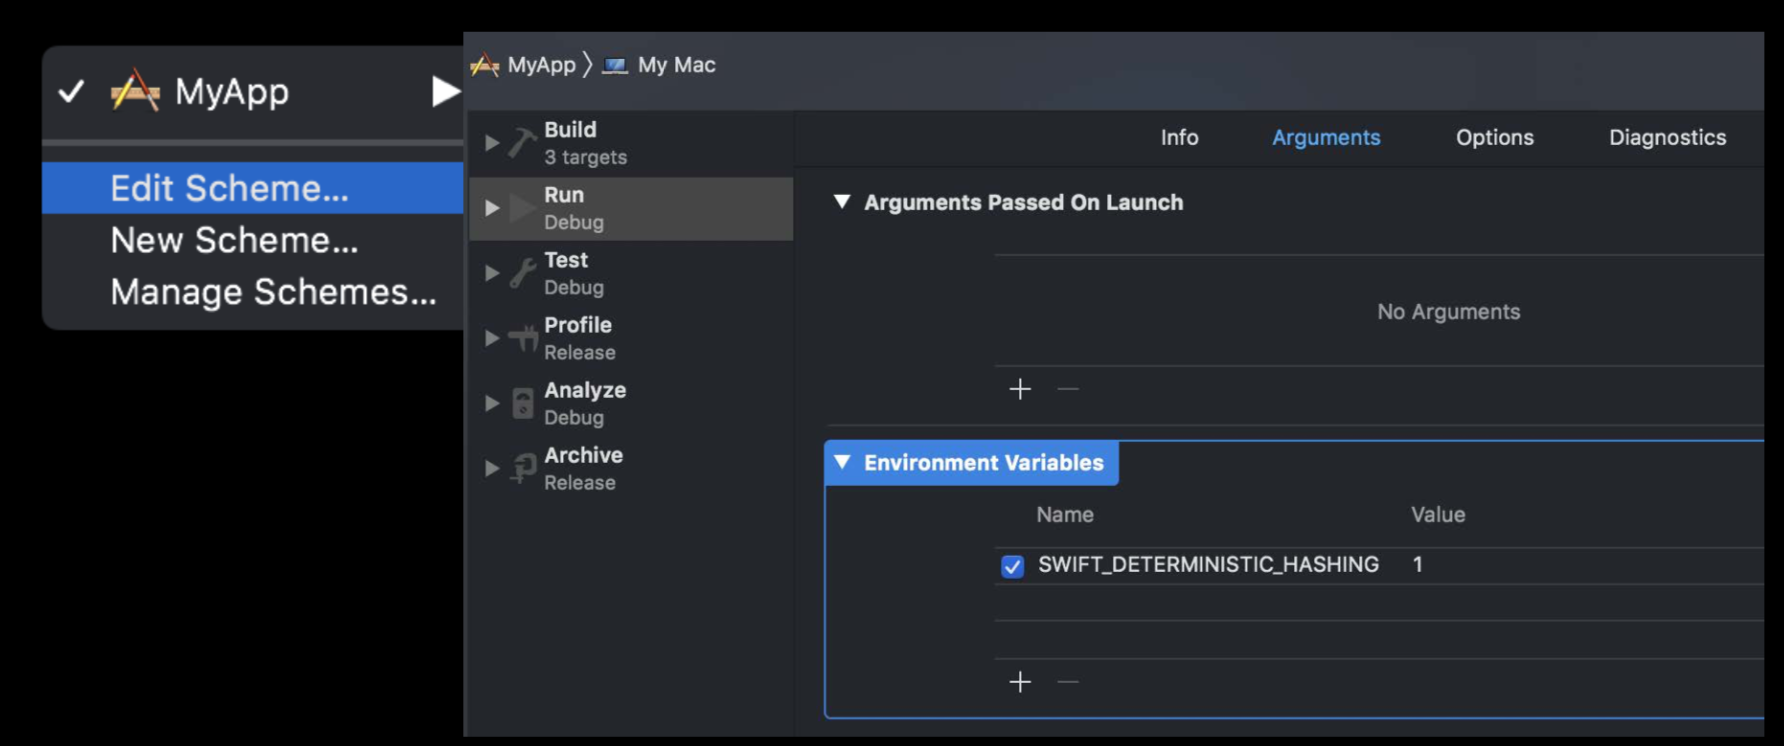 MyApp
Edit Scheme...
New Scheme...
Manage Schemes...
MyApp 〉 My Mac
Build
3 targets
Run
Debug
Test
Debug
Profile
Release
Analyze
Debug
Archive
Release
Info Arguments Options Diagnostics
Arguments Passed On Launch
No Arguments
Environment Variables
Name Value
SWIFT_DETERMINISTIC_HASHING 1